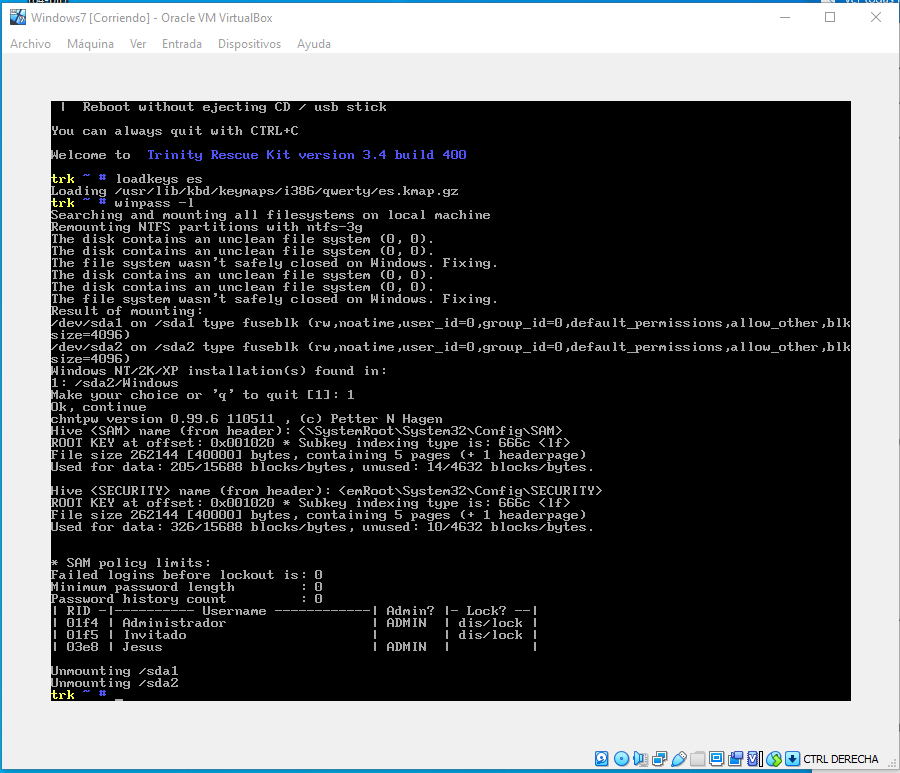 Windows7 [Corriendo] - Oracle VM VirtualBox
Archivo Máquina Ver Entrada Dispositivos Ayuda
| Reboot without ejecting CD / usb stick
You can always quit with CTRL+C
Welcome to Trinity Rescue Kit version 3.4 build 400
trk ~ # loadkeys es
Loading /usr/lib/kbd/keymaps/i386/qwerty/es.kmap.gz
trk ~ # winpass -l
Searching and mounting all filesystems on local machine
Remounting NTFS partitions with ntfs-3g
The disk contains an unclean file system (0, 0).
The disk contains an unclean file system (0, 0).
The file system wasn't safely closed on Windows. Fixing.
The disk contains an unclean file system (0, 0).
The disk contains an unclean file system (0, 0).
The file system wasn't safely closed on Windows. Fixing.
Result of mounting:
/dev/sda1 on /sda1 type fuseblk (rw,noatime,user_id=0,group_id=0,default_permissions,allow_other,blk
size=4096)
/dev/sda2 on /sda2 type fuseblk (rw,noatime,user_id=0,group_id=0,default_permissions,allow_other,blk
size=4096)
Windows NT/2K/XP installation(s) found in:
1: /sda2/Windows
Make your choice or 'q' to quit [1]: 1
Ok, continue
chntpw version 0.99.6 110511 , (c) Petter N Hagen
Hive <SAM> name (from header): <\SystemRoot\System32\Config\SAM>
ROOT KEY at offset: 0x001020 * Subkey indexing type is: 666c <lf>
File size 262144 [40000] bytes, containing 5 pages (+ 1 headerpage)
Used for data: 205/15688 blocks/bytes, unused: 14/4632 blocks/bytes.
Hive <SECURITY> name (from header): <emRoot\System32\Config\SECURITY>
ROOT KEY at offset: 0x001020 * Subkey indexing type is: 666c <lf>
File size 262144 [40000] bytes, containing 5 pages (+ 1 headerpage)
Used for data: 326/15688 blocks/bytes, unused: 10/4632 blocks/bytes.
* SAM policy limits:
Failed logins before lockout is: 0
Minimum password length : 0
Password history count : 0
| RID -|---------- Username ------------| Admin? |- Lock? --|
| 01f4 | Administrador | ADMIN | dis/lock |
| 01f5 | Invitado | | dis/lock |
| 03e8 | Jesus | ADMIN | |
Unmounting /sda1
Unmounting /sda2
trk ~ # _
CTRL DERECHA